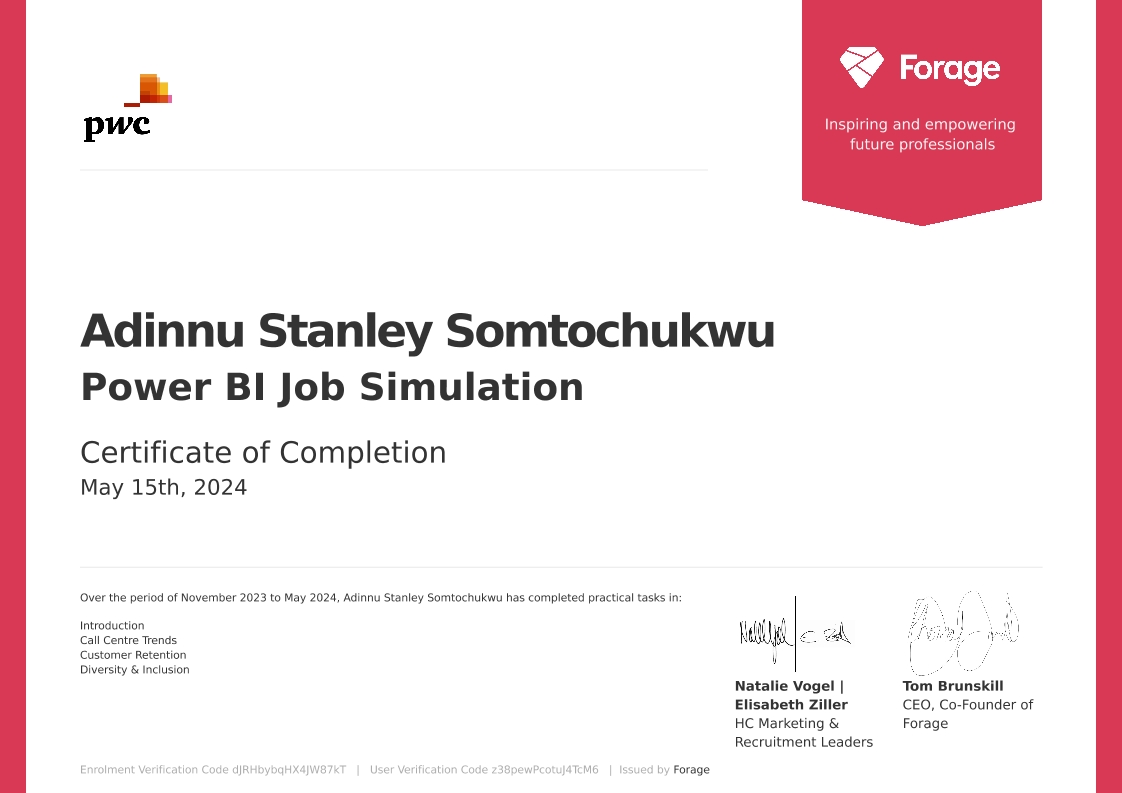 pwc
Forage
Inspiring and empowering
future professionals
Adinnu Stanley Somtochukwu
Power BI Job Simulation
Certificate of Completion
May 15th, 2024
Over the period of November 2023 to May 2024, Adinnu Stanley Somtochukwu has completed practical tasks in:
Introduction
Call Centre Trends
Customer Retention
Diversity & Inclusion
Natalie Vogel |
Elisabeth Ziller
HC Marketing &
Recruitment Leaders
Tom Brunskill
CEO, Co-Founder of
Forage
Enrolment Verification Code dJRHbybqHX4JW87kT | User Verification Code z38pewPcotuJ4TcM6 | Issued by Forage